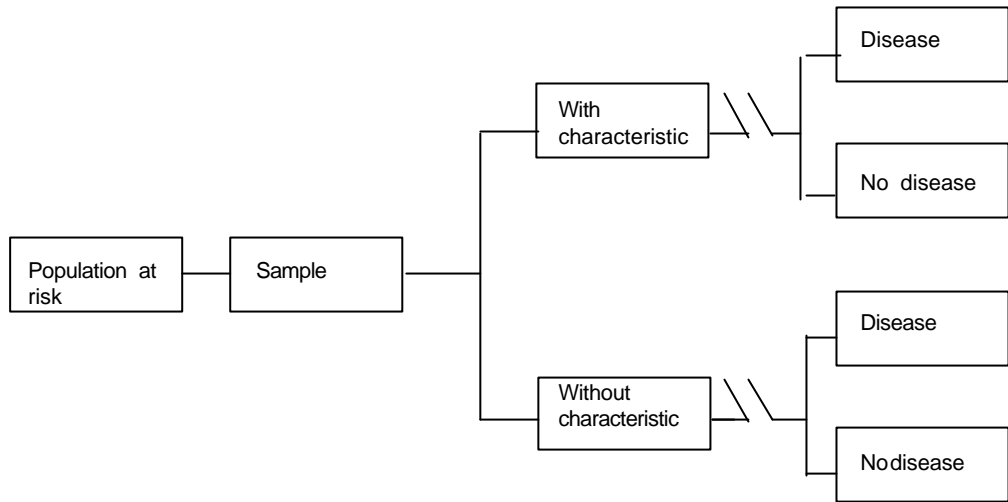 Population at
risk
Sample
With
characteristic
Without
characteristic
Disease
No disease
Disease
Nodisease